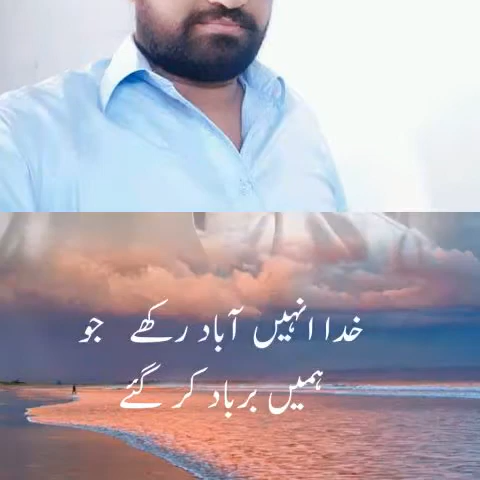 خدا انہیں آباد رکھے جو
ہمیں برباد کر گئے